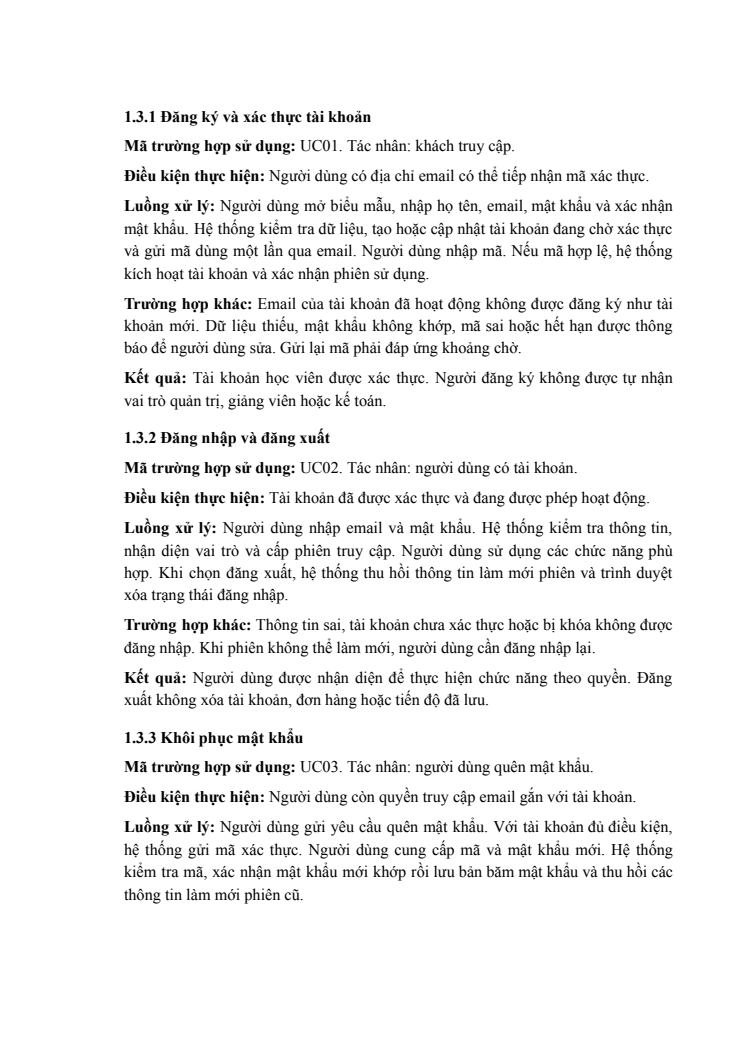 1.3.1 Đăng ký và xác thực tài khoản
Mã trường hợp sử dụng: UC01. Tác nhân: khách truy cập.
Điều kiện thực hiện: Người dùng có địa chỉ email có thể tiếp nhận mã xác thực.
Luồng xử lý: Người dùng mở biểu mẫu, nhập họ tên, email, mật khẩu và xác nhận
mật khẩu. Hệ thống kiểm tra dữ liệu, tạo hoặc cập nhật tài khoản đang chờ xác thực
và gửi mã dùng một lần qua email. Người dùng nhập mã. Nếu mã hợp lệ, hệ thống
kích hoạt tài khoản và xác nhận phiên sử dụng.
Trường hợp khác: Email của tài khoản đã hoạt động không được đăng ký như tài
khoản mới. Dữ liệu thiếu, mật khẩu không khớp, mã sai hoặc hết hạn được thông
báo để người dùng sửa. Gửi lại mã phải đáp ứng khoảng chờ.
Kết quả: Tài khoản học viên được xác thực. Người đăng ký không được tự nhận
vai trò quản trị, giảng viên hoặc kế toán.
1.3.2 Đăng nhập và đăng xuất
Mã trường hợp sử dụng: UC02. Tác nhân: người dùng có tài khoản.
Điều kiện thực hiện: Tài khoản đã được xác thực và đang được phép hoạt động.
Luồng xử lý: Người dùng nhập email và mật khẩu. Hệ thống kiểm tra thông tin,
nhận diện vai trò và cấp phiên truy cập. Người dùng sử dụng các chức năng phù
hợp. Khi chọn đăng xuất, hệ thống thu hồi thông tin làm mới phiên và trình duyệt
xóa trạng thái đăng nhập.
Trường hợp khác: Thông tin sai, tài khoản chưa xác thực hoặc bị khóa không được
đăng nhập. Khi phiên không thể làm mới, người dùng cần đăng nhập lại.
Kết quả: Người dùng được nhận diện để thực hiện chức năng theo quyền. Đăng
xuất không xóa tài khoản, đơn hàng hoặc tiến độ đã lưu.
1.3.3 Khôi phục mật khẩu
Mã trường hợp sử dụng: UC03. Tác nhân: người dùng quên mật khẩu.
Điều kiện thực hiện: Người dùng còn quyền truy cập email gắn với tài khoản.
Luồng xử lý: Người dùng gửi yêu cầu quên mật khẩu. Với tài khoản đủ điều kiện,
hệ thống gửi mã xác thực. Người dùng cung cấp mã và mật khẩu mới. Hệ thống
kiểm tra mã, xác nhận mật khẩu mới khớp rồi lưu bản băm mật khẩu và thu hồi các
thông tin làm mới phiên cũ.